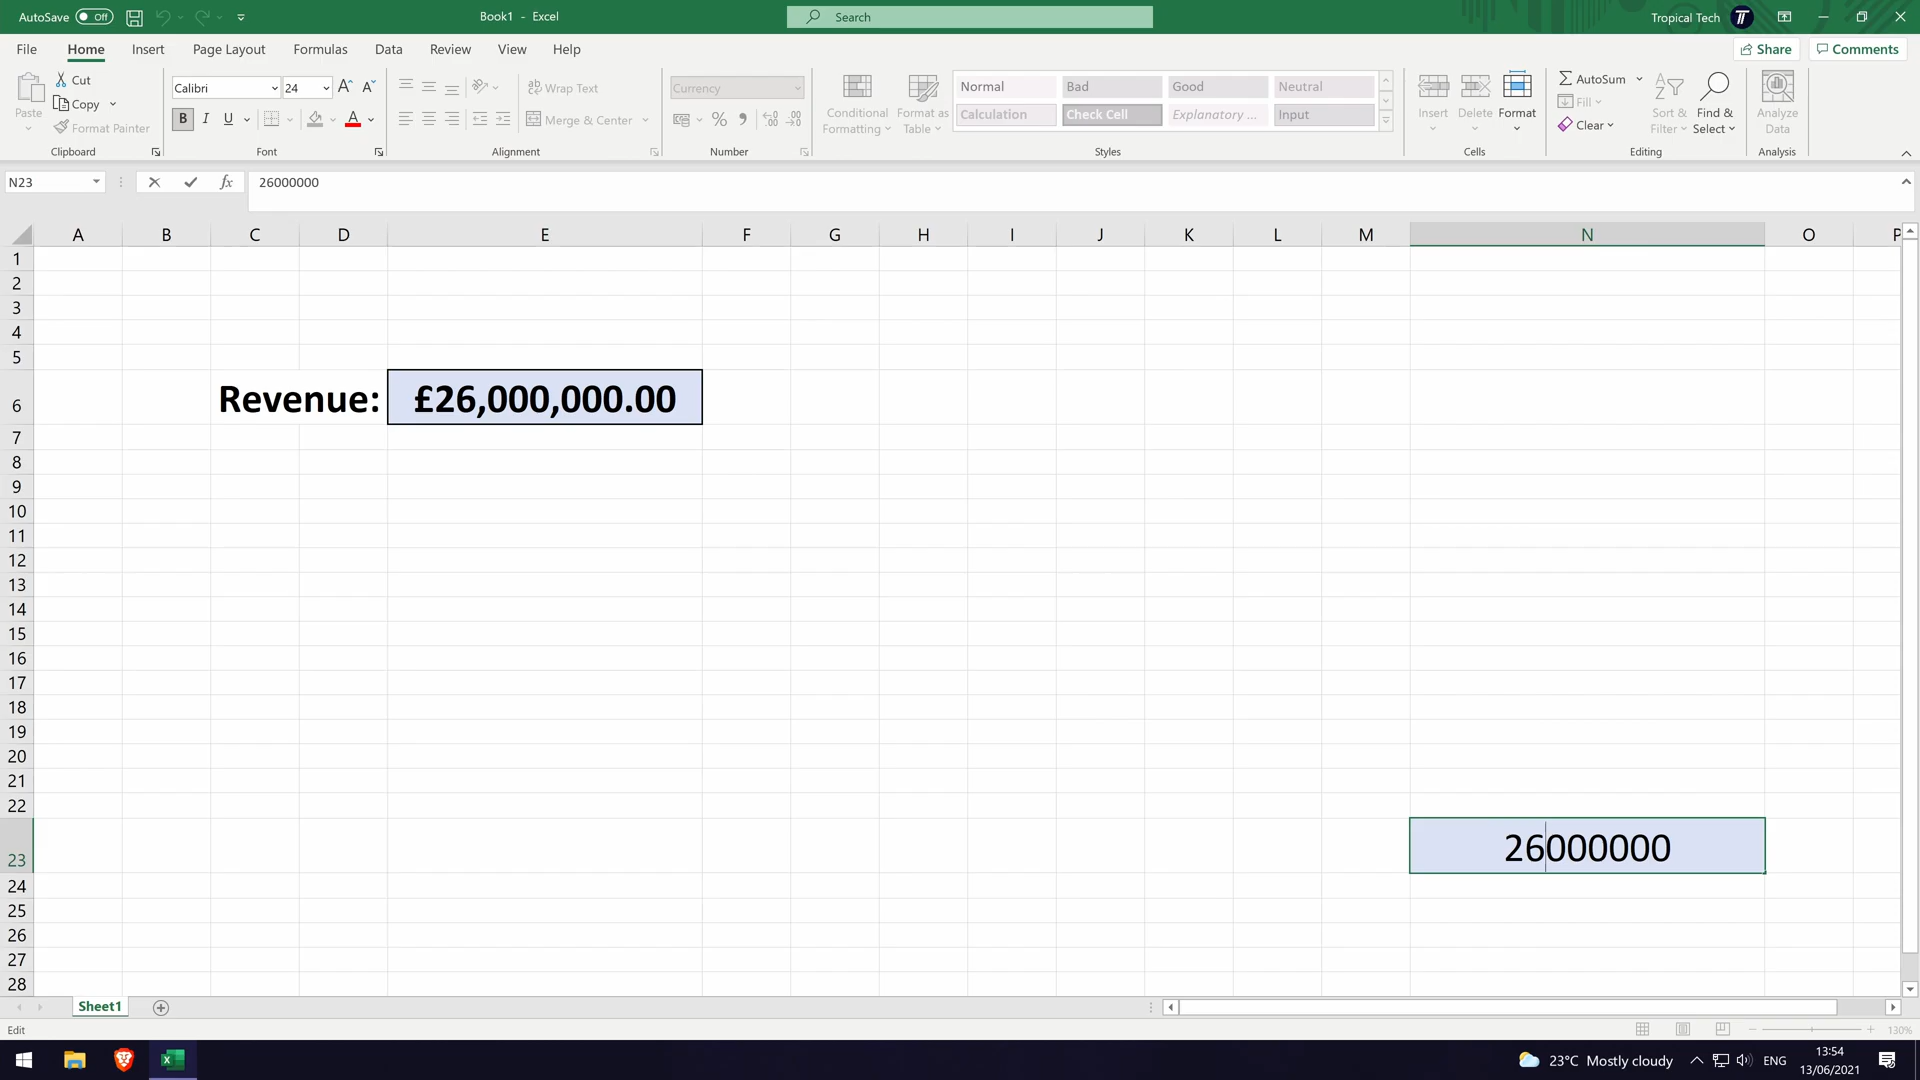 AutoSave Off Book1 - Excel Search Tropical Tech TT
File Home Insert Page Layout Formulas Data Review View Help Share Comments
Paste Cut Calibri 24 Wrap Text Currency Conditional Formatting Format as Table Normal Bad Good Neutral Insert Delete Format AutoSum Sort & Filter Find & Select Analyze Data
Copy B I U A Merge & Center % Calculation Check Cell Explanatory ... Input Fill
Format Painter Clear
Clipboard Font Alignment Number Styles Cells Editing Analysis
N23 fx 26000000
A B C D E F G H I J K L M N O P
1
2
3
4
5
6 Revenue: £26,000,000.00
7
8
9
10
11
12
13
14
15
16
17
18
19
20
21
22
23 26000000
24
25
26
27
28
Sheet1
Edit 130%
23°C Mostly cloudy ENG 13:54
13/06/2021